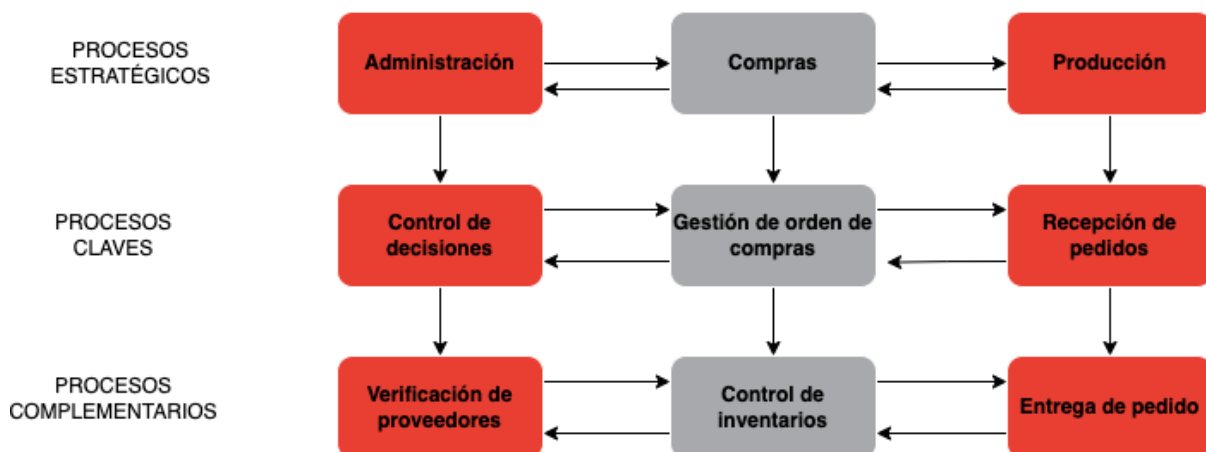 PROCESOS
ESTRATÉGICOS
Administración
Compras
Producción
PROCESOS
CLAVES
Control de
decisiones
Gestión de orden de
compras
Recepción de
pedidos
PROCESOS
COMPLEMENTARIOS
Verificación de
proveedores
Control de
inventarios
Entrega de pedido